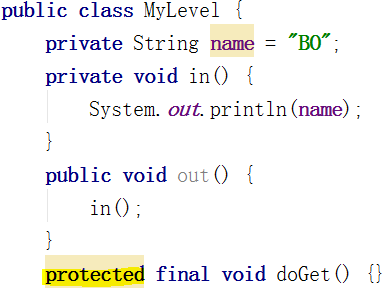 public class MyLevel {
private String name = "BO";
private void in() {
System.out.println(name);
}
public void out() {
in();
}
protected final void doGet() {}